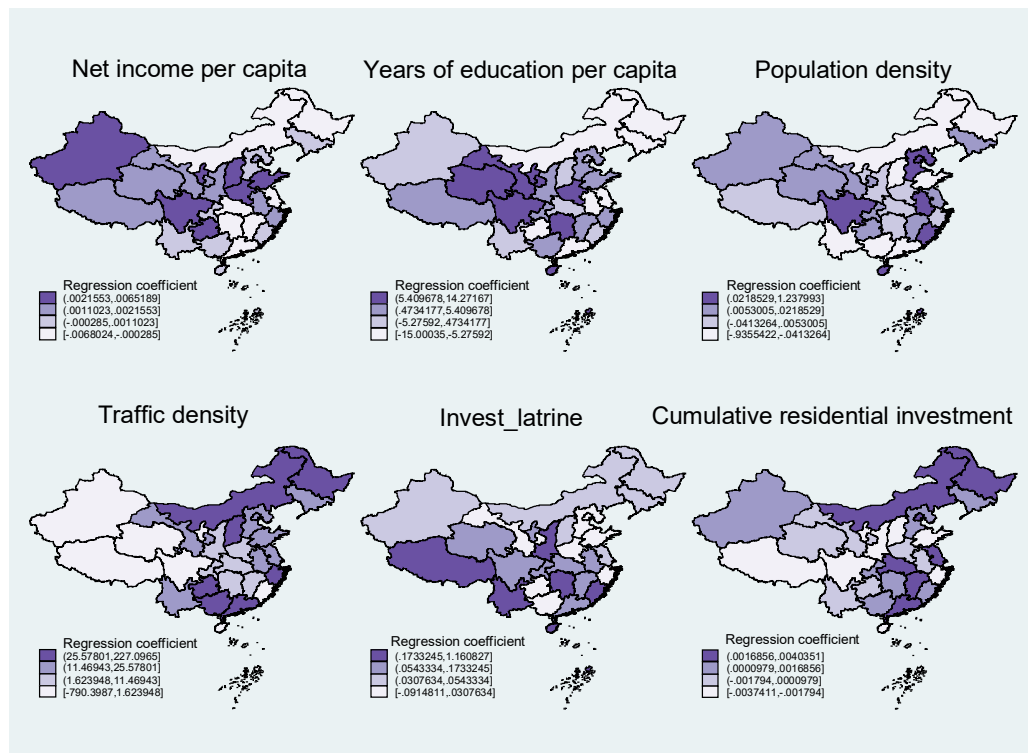 Net income per capita
Regression coefficient
(.0021553,.0065189]
(.0011023,.0021553]
(-.000285,.0011023]
[-.0068024,-.000285]
Years of education per capita
Regression coefficient
(5.409678,14.27167]
(.4734177,5.409678]
(-5.27592,.4734177]
[-15.00035,-5.27592]
Population density
Regression coefficient
(.0218529,1.237993]
(.0053005,.0218529]
(-.0413264,.0053005]
[-.9355422,-.0413264]
Traffic density
Regression coefficient
(25.57801,227.0965]
(11.46943,25.57801]
(1.623948,11.46943]
[-790.3987,1.623948]
Invest_latrine
Regression coefficient
(.1733245,1.160827]
(.0543334,.1733245]
(.0307634,.0543334]
[-.0914811,.0307634]
Cumulative residential investment
Regression coefficient
(.0016856,.0040351]
(.0000979,.0016856]
(-.001794,.0000979]
[-.0037411,-.001794]